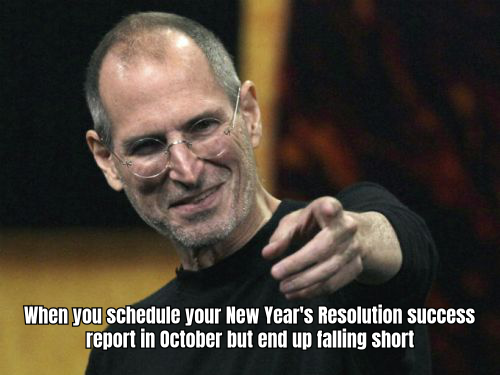 When you schedule your New Year's Resolution success
report in October but end up falling short